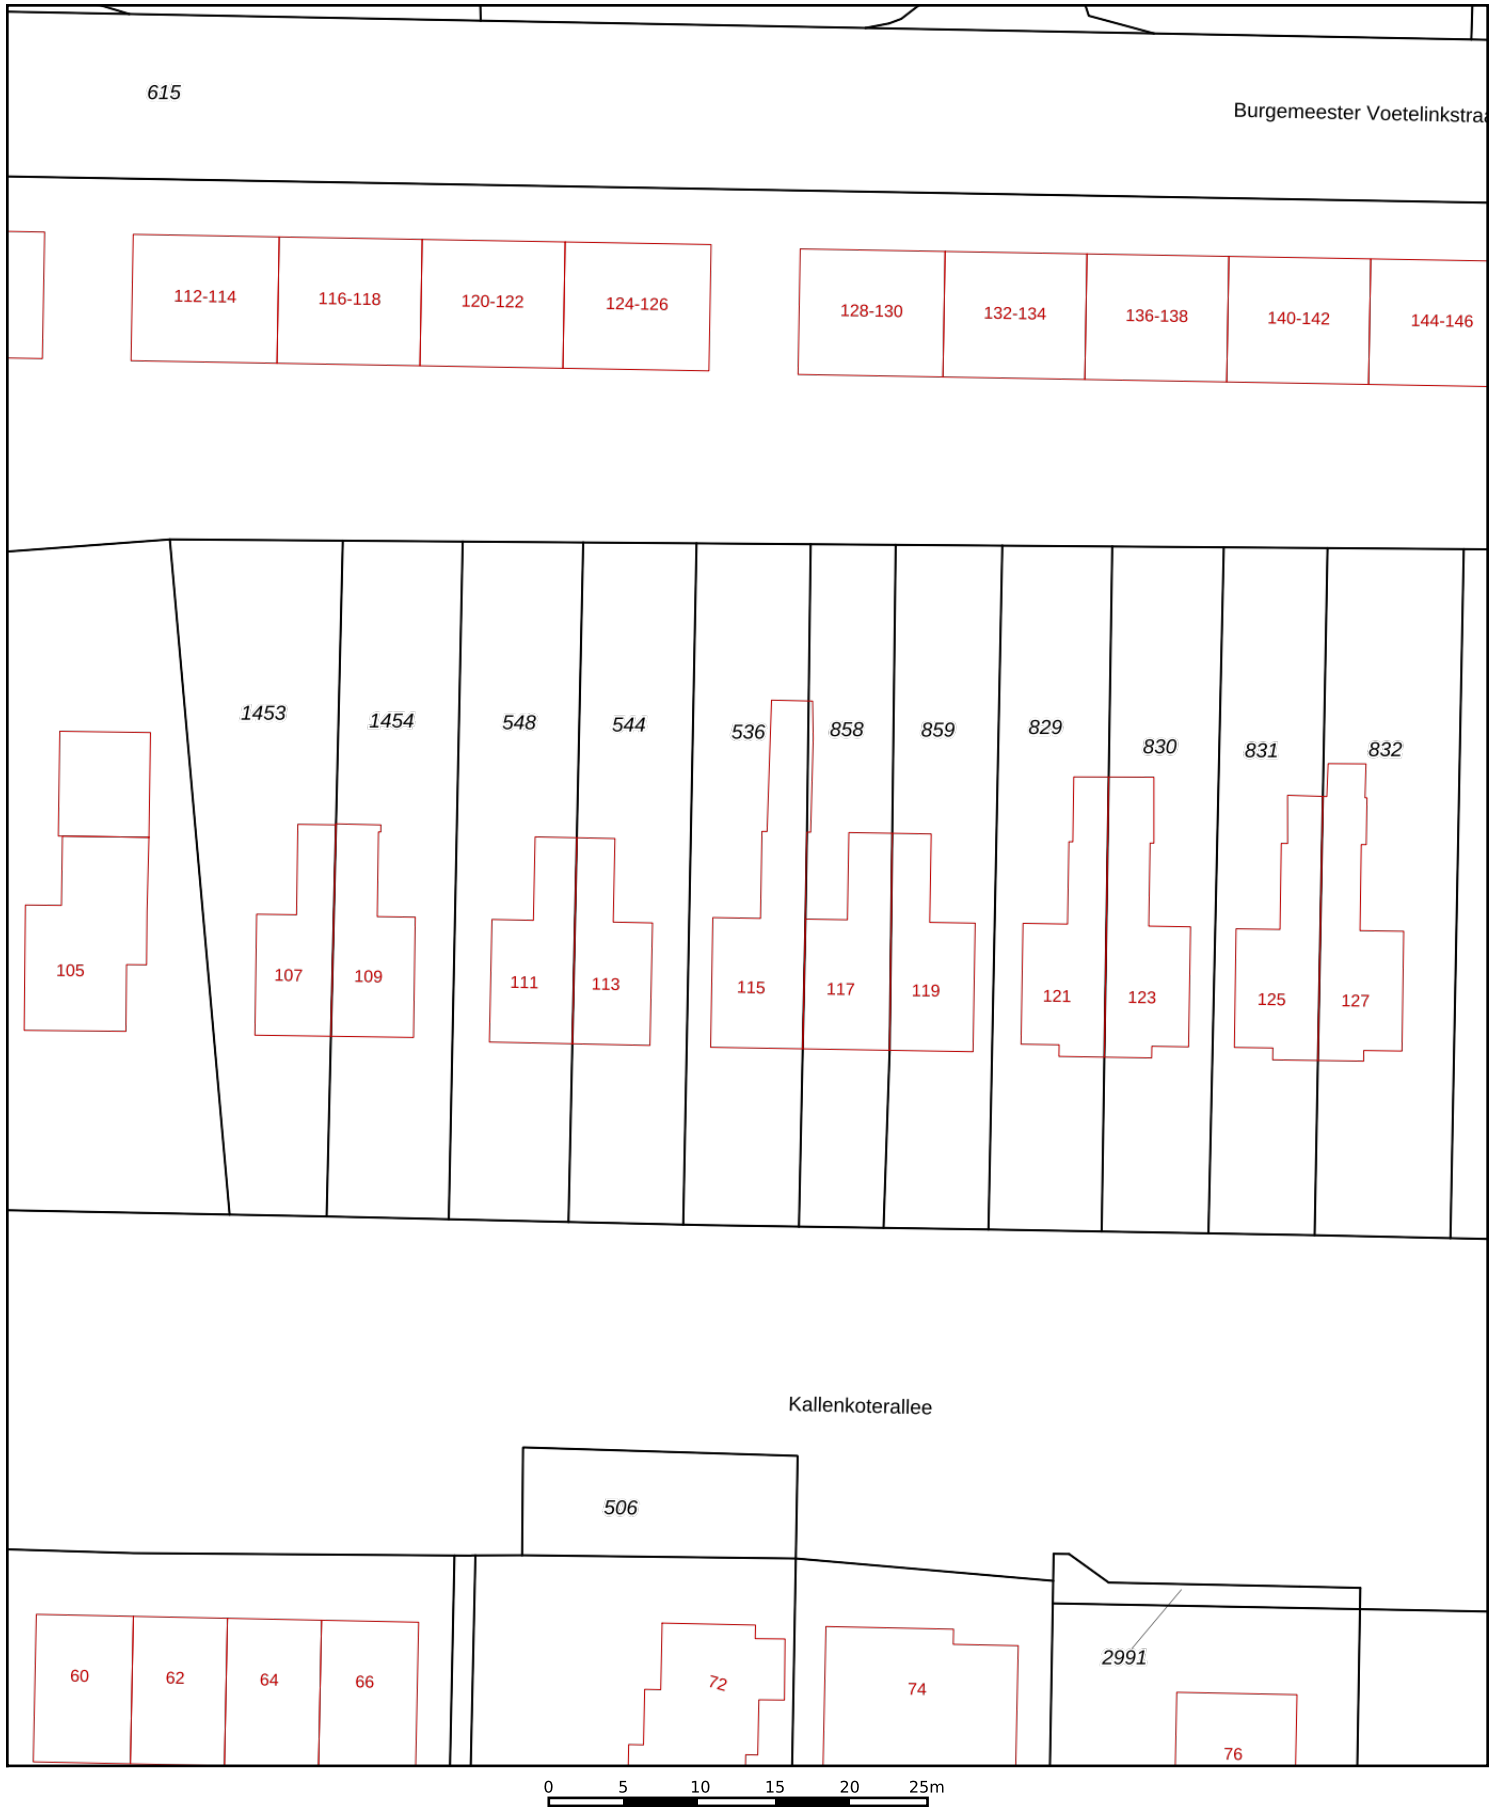 615
Burgemeester Voetelinkstraa
112-114 116-118 120-122 124-126 128-130 132-134 136-138 140-142 144-146
1453 1454 548 544 536 858 859 829 830 831 832
105 107 109 111 113 115 117 119 121 123 125 127
Kallenkoterallee
506
2991
60 62 64 66 72 74 76
0 5 10 15 20 25m